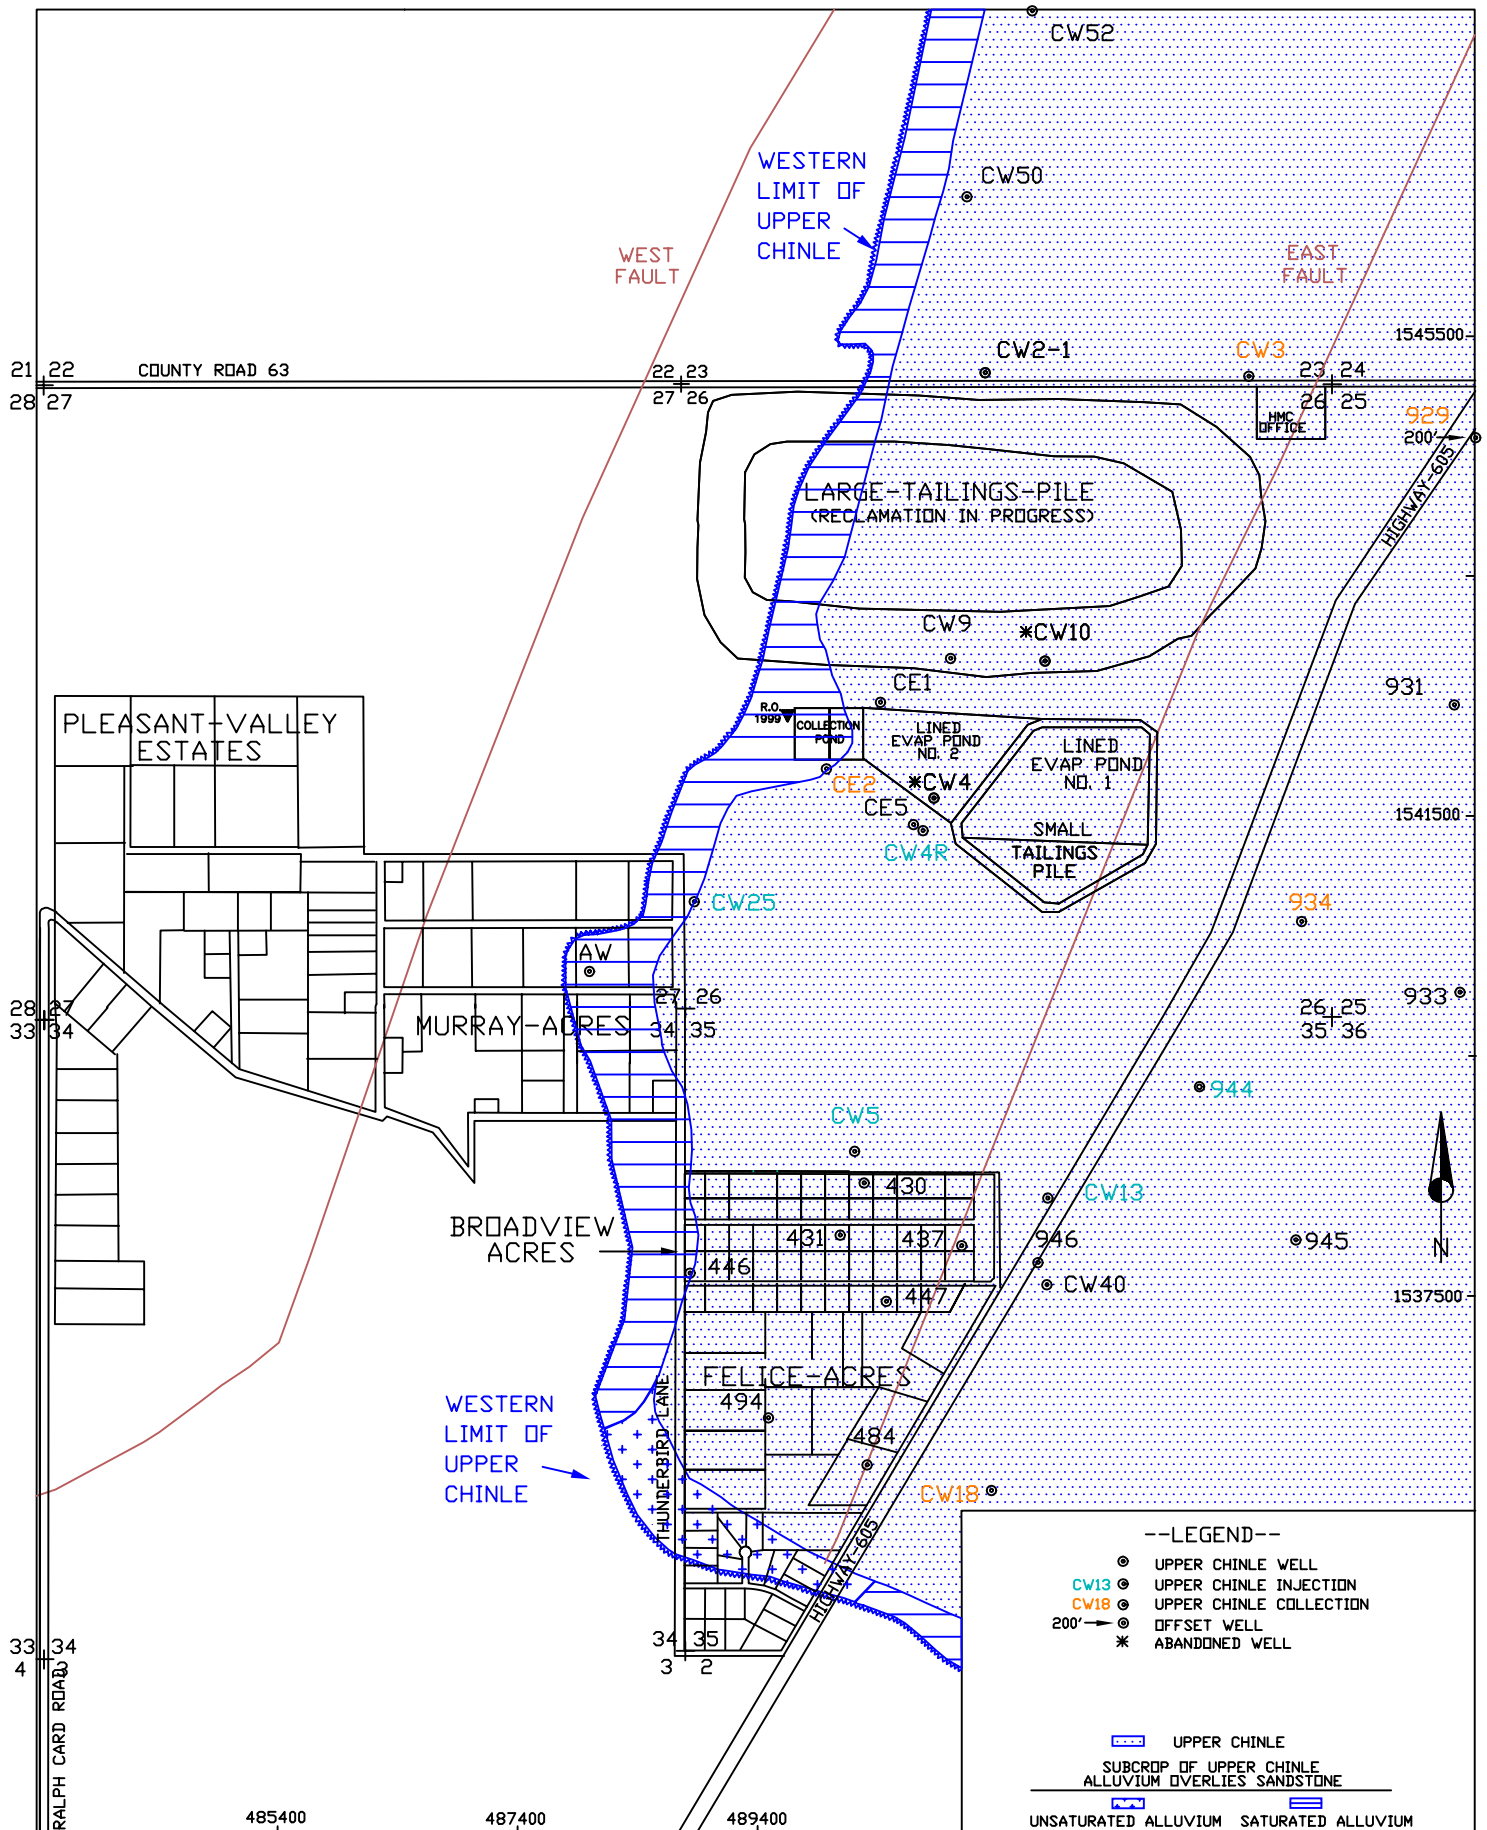 CW52
WESTERN
LIMIT OF
UPPER
CHINLE
CW50
WEST
FAULT
EAST
FAULT
1545500
CW2-1
CW3
21 22
COUNTY ROAD 63
22 23
23 24
28 27
27 26
26 25
HMC
OFFICE
929
200'
HIGHWAY-605
LARGE-TAILINGS-PILE
(RECLAMATION IN PROGRESS)
CW9
CW10
CE1
931
R.O.
1999
COLLECTION
POND
LINED
EVAP POND
NO. 2
LINED
EVAP POND
NO. 1
PLEASANT-VALLEY
ESTATES
CE2
CW4
CE5
CW4R
SMALL
TAILINGS
PILE
1541500
CW25
934
AW
28 27
33 34
27 26
34 35
26 25
35 36
933
MURRAY-ACRES
944
CW5
430
CW13
BROADVIEW
ACRES
431
437
946
945
N
446
447
CW40
1537500
FELICE-ACRES
494
THUNDERBIRD LANE
484
WESTERN
LIMIT OF
UPPER
CHINLE
CW18
HIGHWAY-605
33 34
4 3
34 35
3 2
RALPH CARD ROAD
485400
487400
489400
--LEGEND--
UPPER CHINLE WELL
CW13 UPPER CHINLE INJECTION
CW18 UPPER CHINLE COLLECTION
200' OFFSET WELL
ABANDONED WELL
UPPER CHINLE
SUBCROP OF UPPER CHINLE
ALLUVIUM OVERLIES SANDSTONE
UNSATURATED ALLUVIUM SATURATED ALLUVIUM